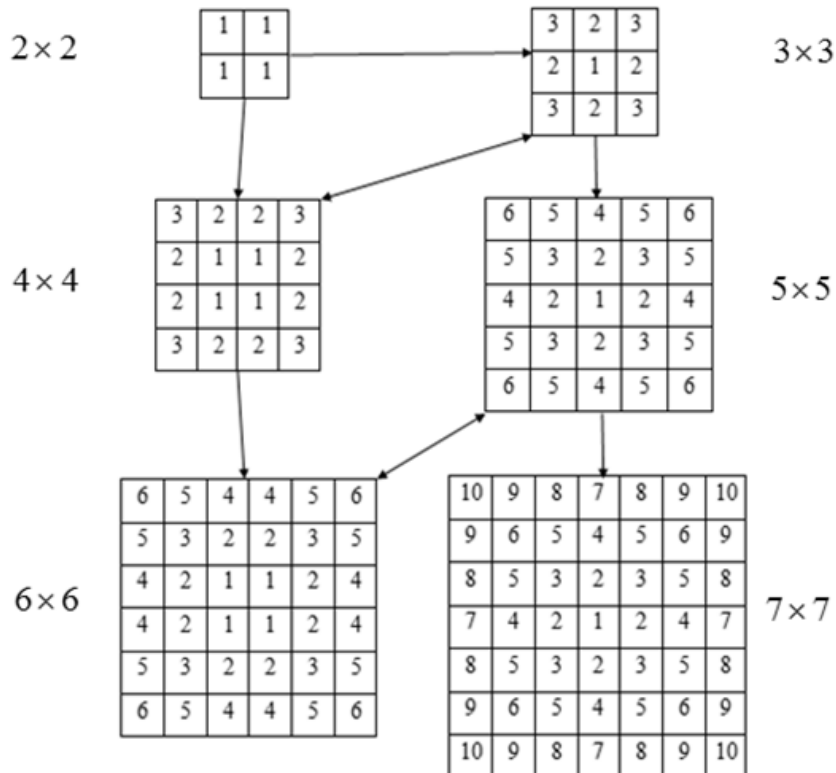 2×2
1 1
1 1
3 2 3
2 1 2
3 2 3
3×3
4×4
3 2 2 3
2 1 1 2
2 1 1 2
3 2 2 3
6 5 4 5 6
5 3 2 3 5
4 2 1 2 4
5 3 2 3 5
6 5 4 5 6
5×5
6×6
6 5 4 4 5 6
5 3 2 2 3 5
4 2 1 1 2 4
4 2 1 1 2 4
5 3 2 2 3 5
6 5 4 4 5 6
10 9 8 7 8 9 10
9 6 5 4 5 6 9
8 5 3 2 3 5 8
7 4 2 1 2 4 7
8 5 3 2 3 5 8
9 6 5 4 5 6 9
10 9 8 7 8 9 10
7×7